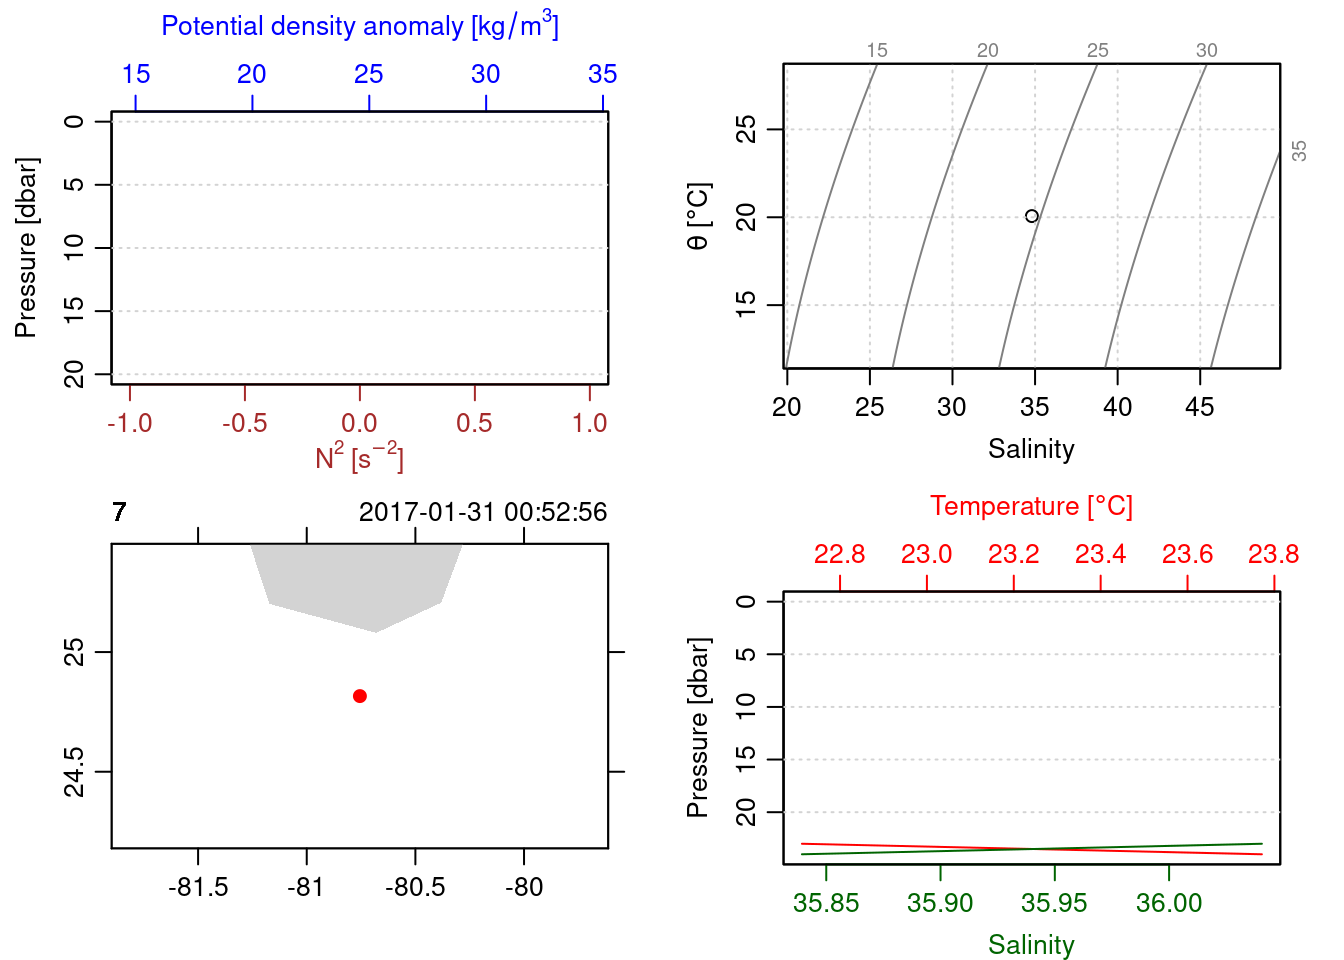 Potential density anomaly [kg/m³]
15 20 25 30 35
0
5
10
15
20
Pressure [dbar]
-1.0 -0.5 0.0 0.5 1.0
N² [s⁻²]
15 20 25 30
35
25
20
15
θ [°C]
20 25 30 35 40 45
Salinity
7 2017-01-31 00:52:56
25
24.5
-81.5 -81 -80.5 -80
Temperature [°C]
22.8 23.0 23.2 23.4 23.6 23.8
0
5
10
15
20
Pressure [dbar]
35.85 35.90 35.95 36.00
Salinity